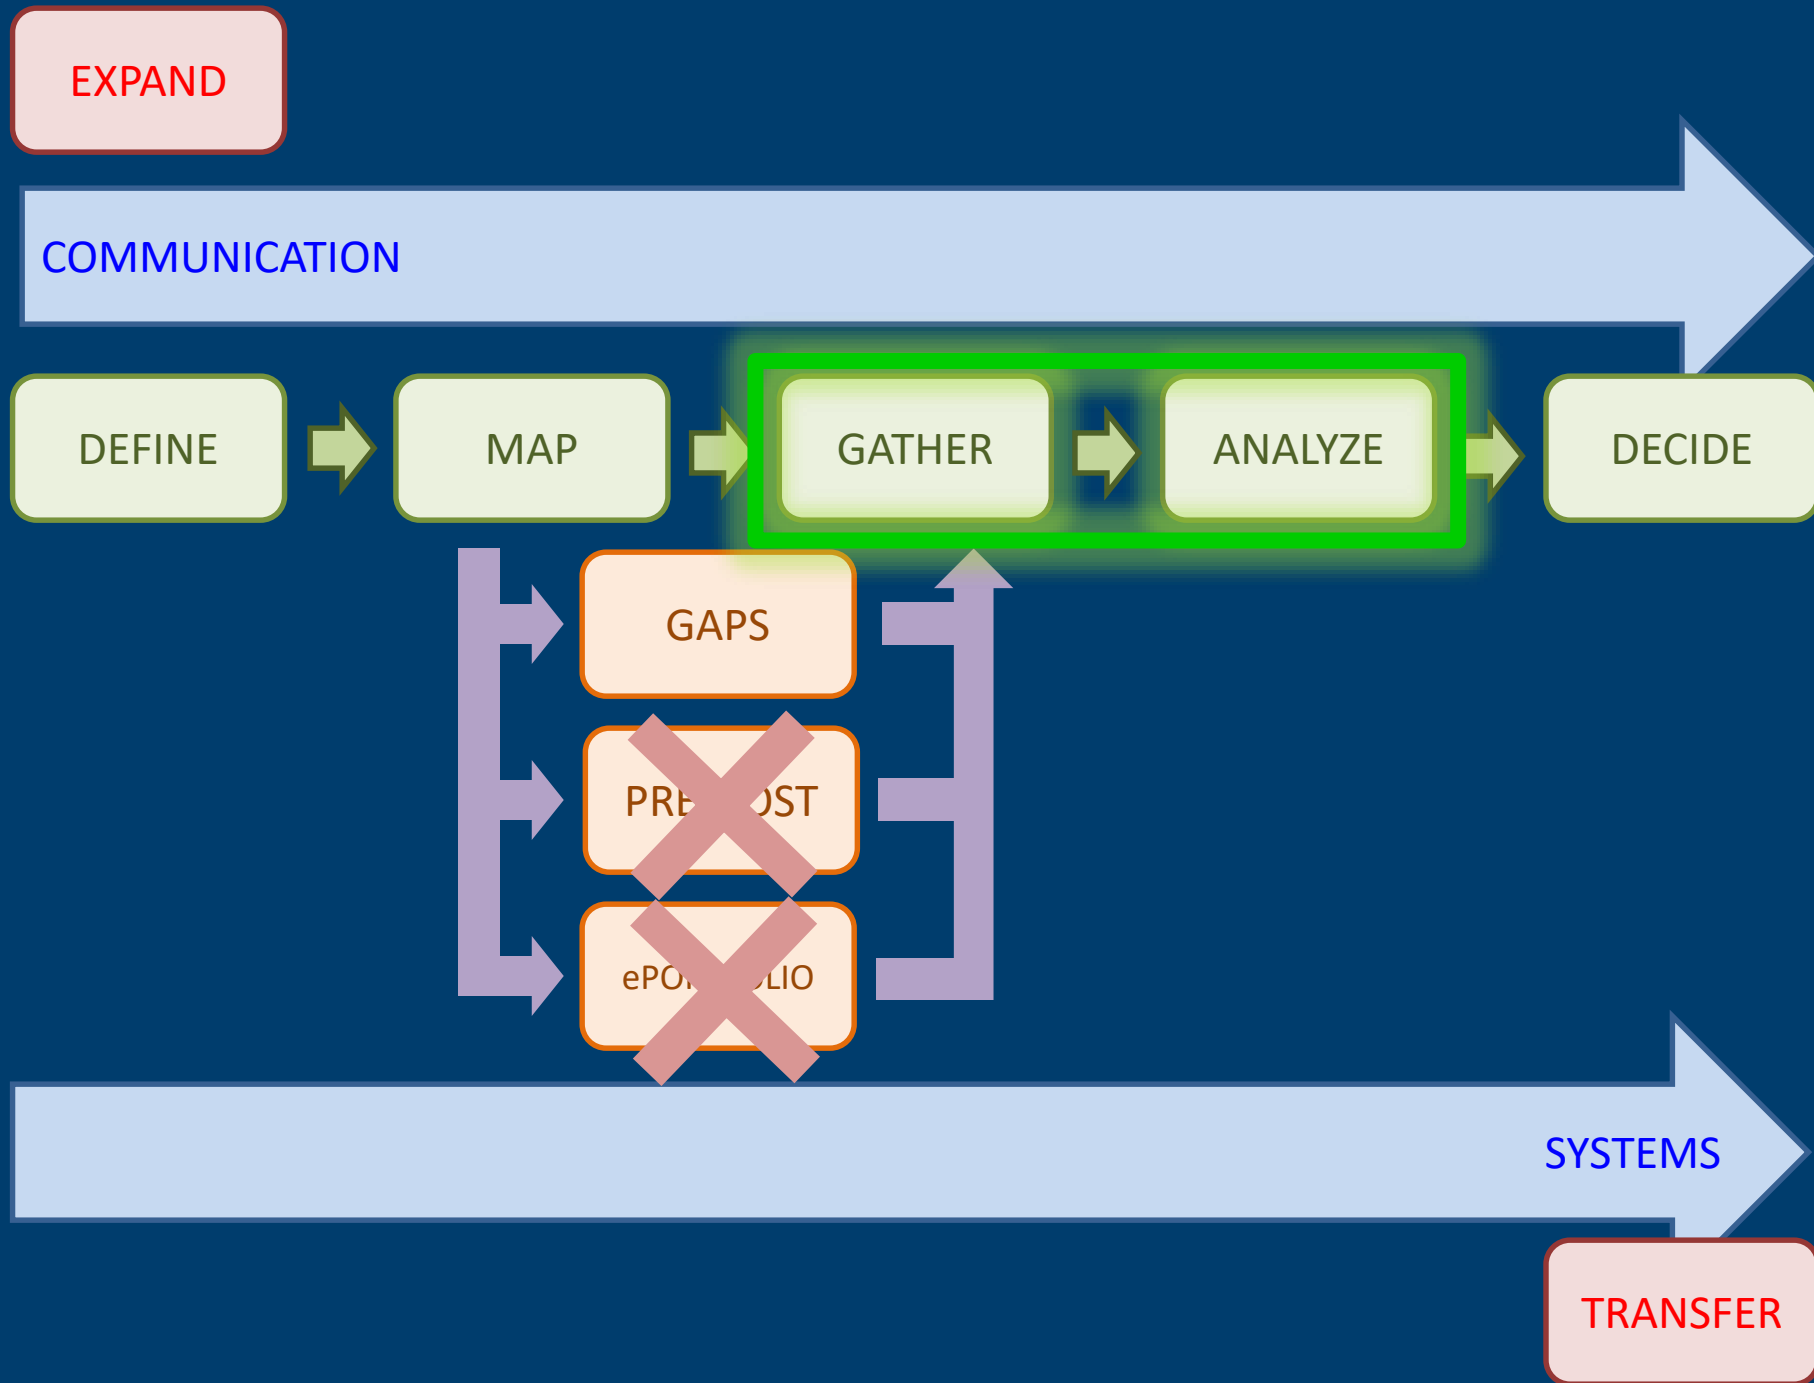 EXPAND
COMMUNICATION
DEFINE
MAP
GATHER
ANALYZE
DECIDE
GAPS
SYSTEMS
TRANSFER